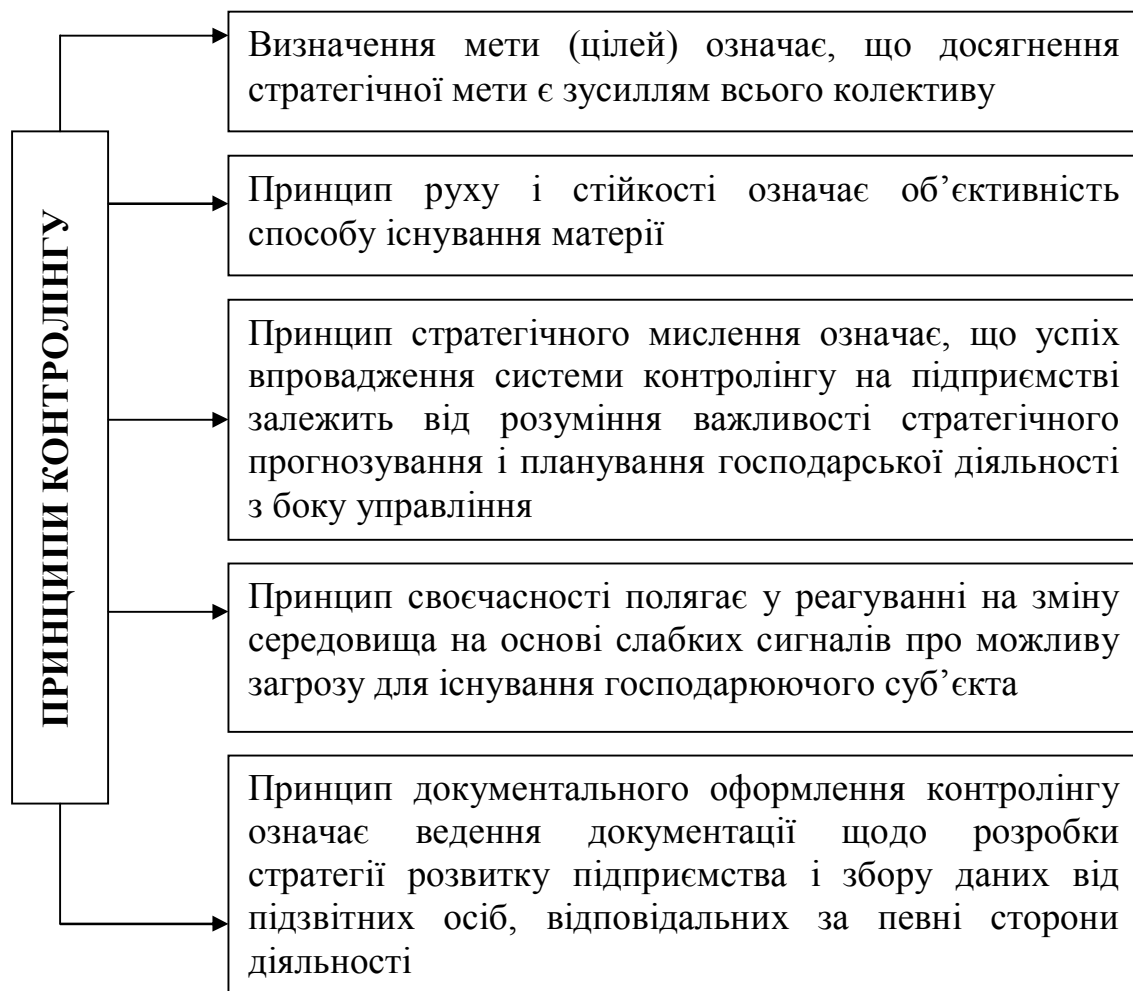 ПРИНЦИПИ КОНТРОЛІНГУ
Визначення мети (цілей) означає, що досягнення
стратегічної мети є зусиллям всього колективу
Принцип руху і стійкості означає об’єктивність
способу існування матерії
Принцип стратегічного мислення означає, що успіх
впровадження системи контролінгу на підприємстві
залежить від розуміння важливості стратегічного
прогнозування і планування господарської діяльності
з боку управління
Принцип своєчасності полягає у реагуванні на зміну
середовища на основі слабких сигналів про можливу
загрозу для існування господарюючого суб’єкта
Принцип документального оформлення контролінгу
означає ведення документації щодо розробки
стратегії розвитку підприємства і збору даних від
підзвітних осіб, відповідальних за певні сторони
діяльності